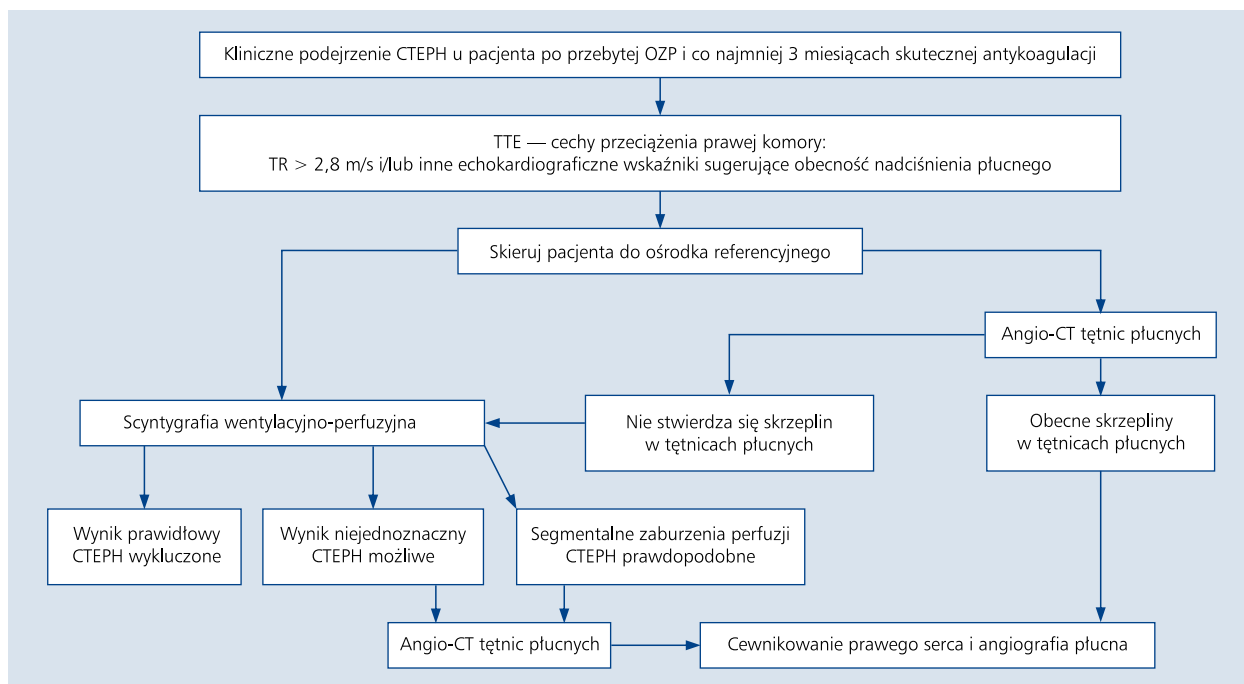 Kliniczne podejrzenie CTEPH u pacjenta po przebytej OZP i co najmniej 3 miesiącach skutecznej antykoagulacji
TTE — cechy przeciążenia prawej komory:
TR > 2,8 m/s i/lub inne echokardiograficzne wskaźniki sugerujące obecność nadciśnienia płucnego
Skieruj pacjenta do ośrodka referencyjnego
Angio-CT tętnic płucnych
Scyntygrafia wentylacyjno-perfuzyjna
Nie stwierdza się skrzeplin
w tętnicach płucnych
Obecne skrzepliny
w tętnicach płucnych
Wynik prawidłowy
CTEPH wykluczone
Wynik niejednoznaczny
CTEPH możliwe
Segmentalne zaburzenia perfuzji
CTEPH prawdopodobne
Angio-CT tętnic płucnych
Cewnikowanie prawego serca i angiografia płucna